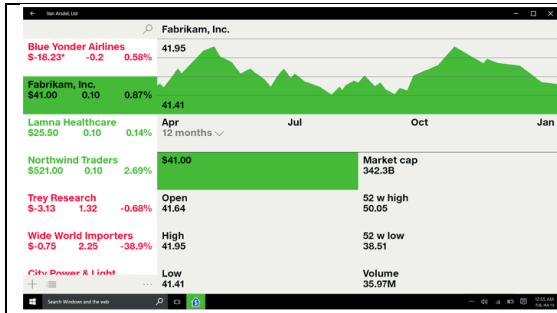 Van Arsdel, Ltd
Fabrikam, Inc.
Blue Yonder Airlines
$-18.23* -0.2 0.58%
Fabrikam, Inc.
$41.00 0.10 0.87%
Lamna Healthcare
$25.50 0.10 0.14%
Northwind Traders
$521.00 0.10 2.69%
Trey Research
$-3.13 1.32 -0.68%
Wide World Importers
$-0.75 2.25 -38.9%
City Power & Light
41.95
41.41
Apr Jul Oct Jan
12 months
$41.00
Market cap
342.3B
Open
41.64
52 w high
50.05
High
41.95
52 w low
38.51
Low
41.41
Volume
35.97M
Search Windows and the web
12:55 AM